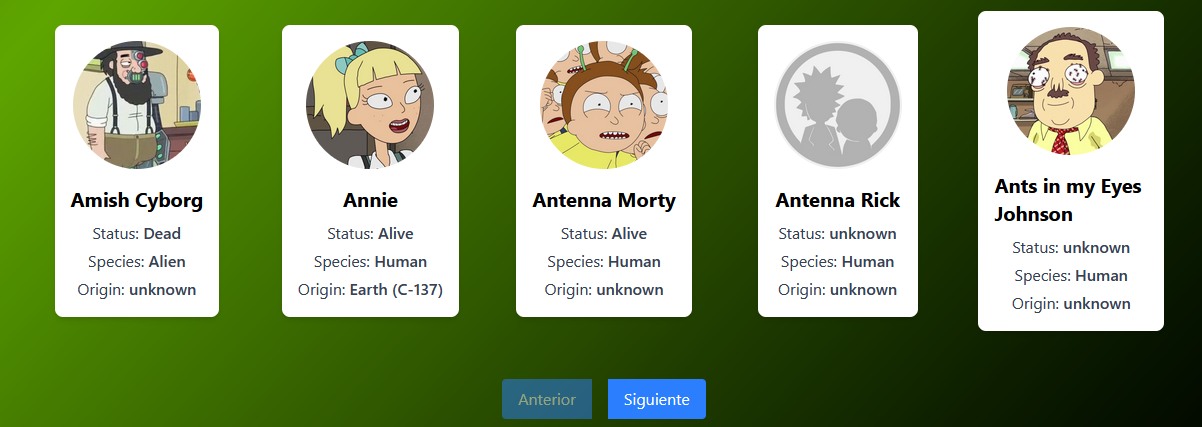 Amish Cyborg
Status: Dead
Species: Alien
Origin: unknown
Annie
Status: Alive
Species: Human
Origin: Earth (C-137)
Antenna Morty
Status: Alive
Species: Human
Origin: unknown
Antenna Rick
Status: unknown
Species: Human
Origin: unknown
Ants in my Eyes
Johnson
Status: unknown
Species: Human
Origin: unknown
Anterior
Siguiente